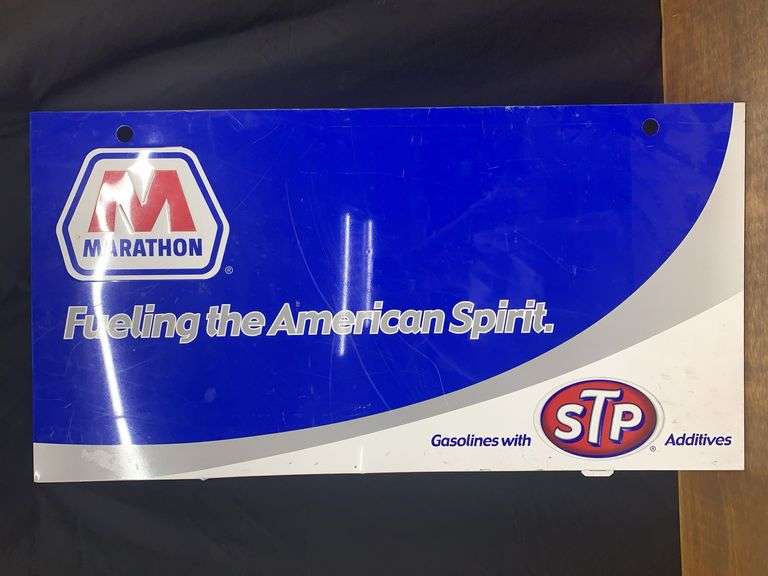 M
MARATHON
®
Fueling the American Spirit.
Gasolines with STP® Additives